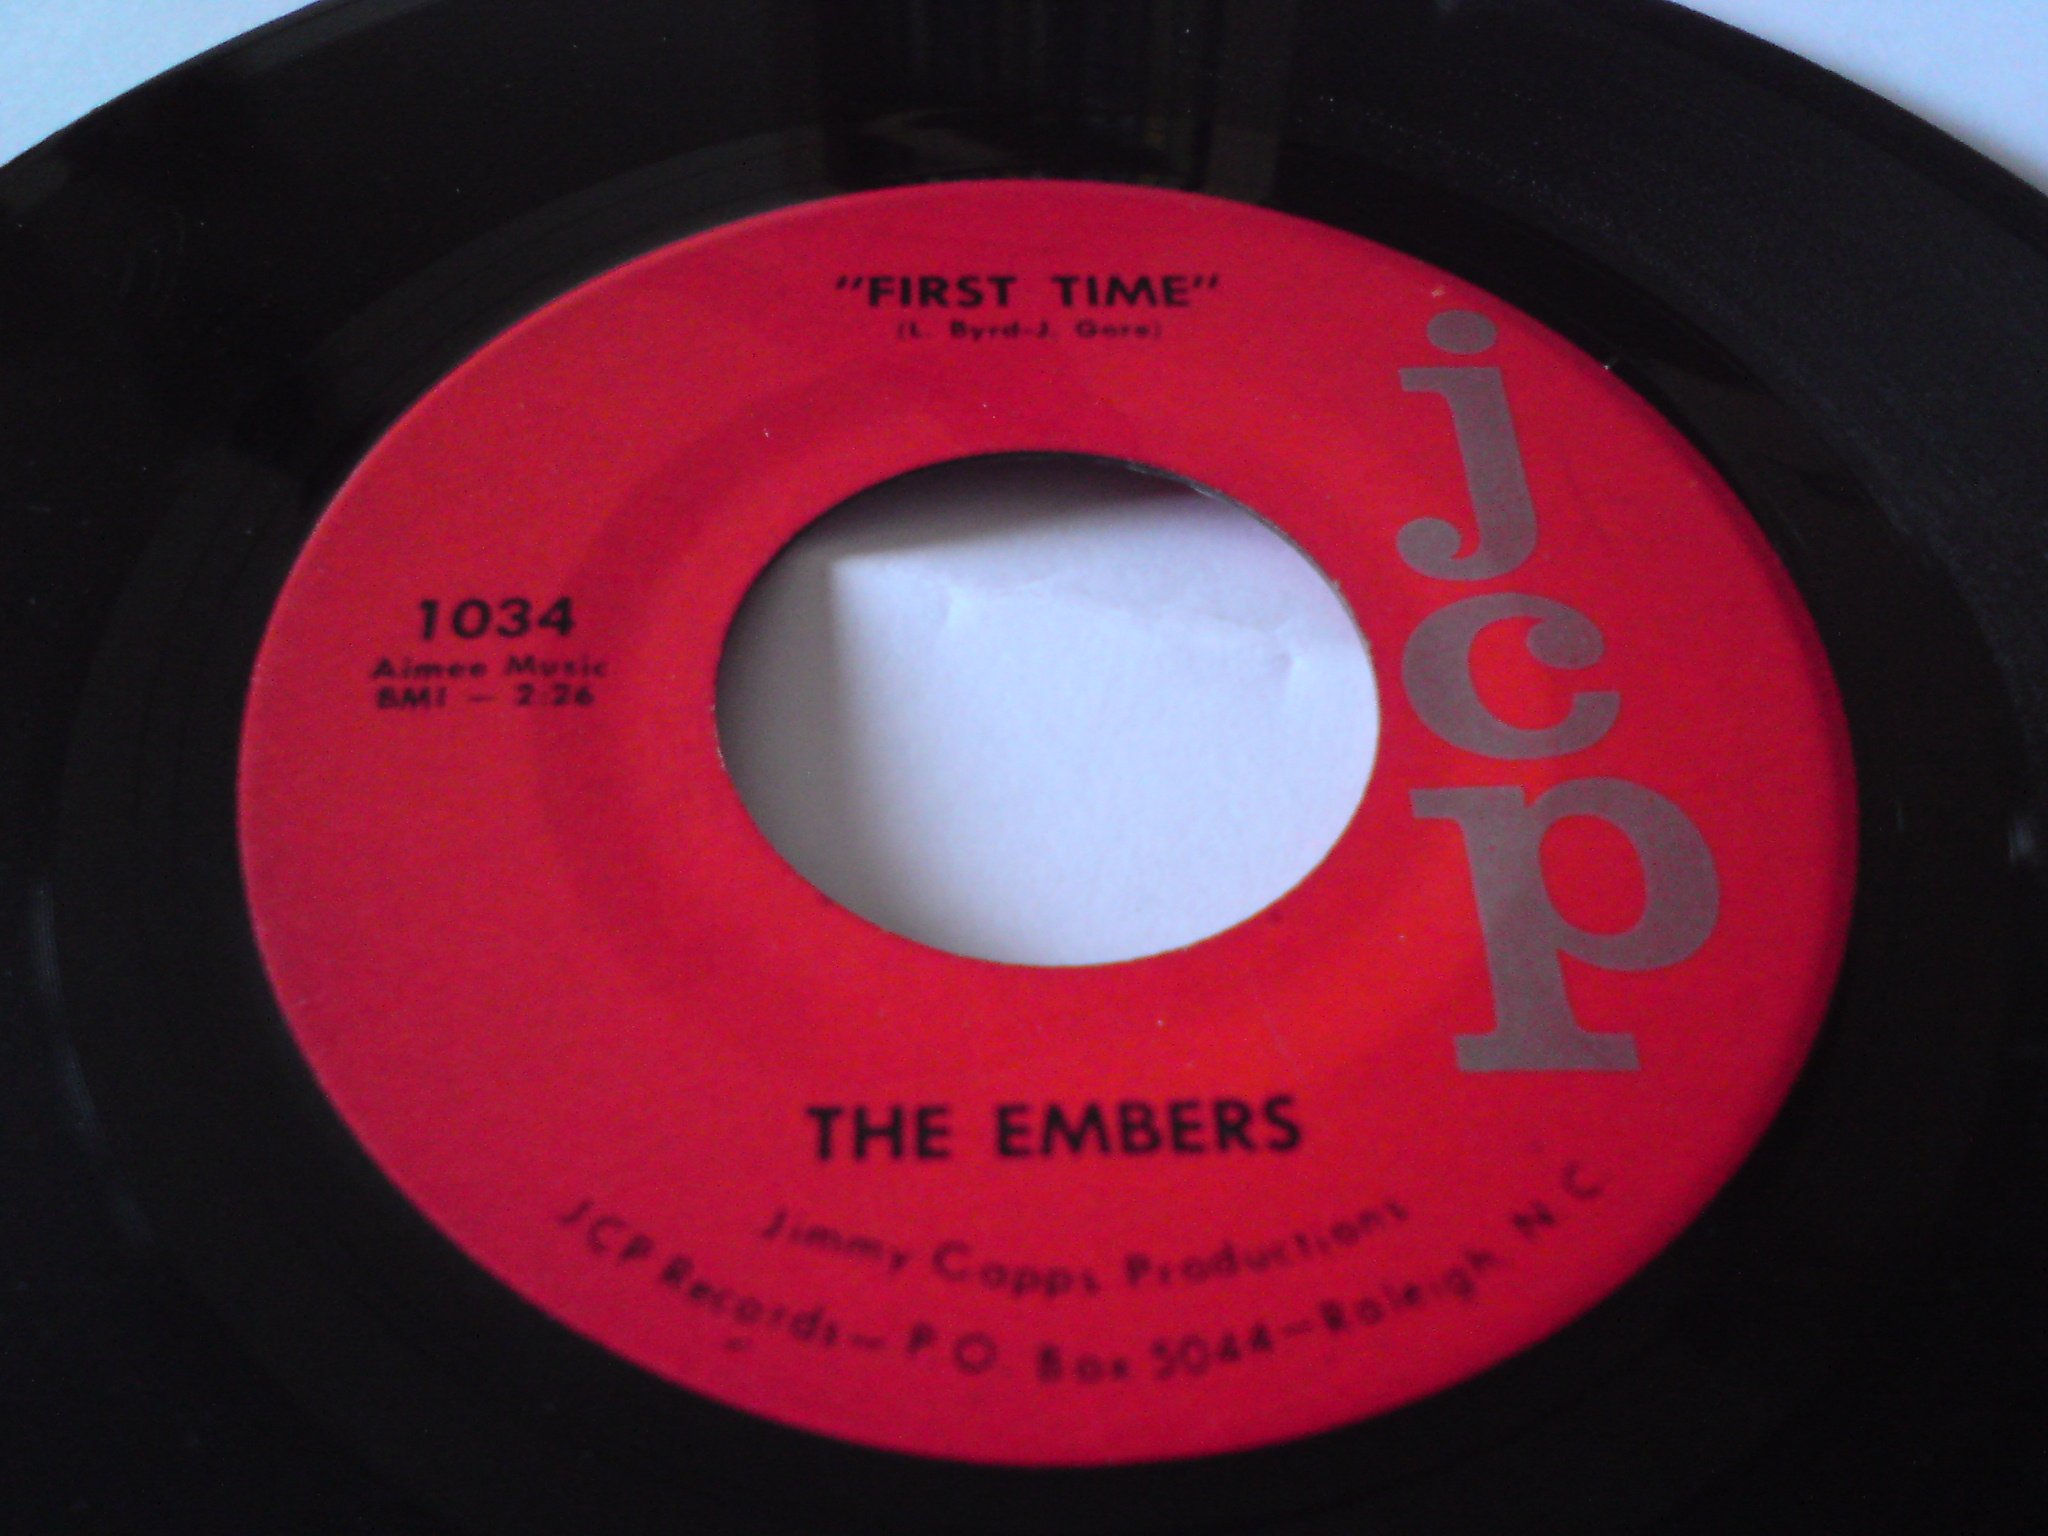 "FIRST TIME"
(L. Byrd-J. Gore)
jcp
1034
Aimee Music
BMI - 2:26
THE EMBERS
Jimmy Capps Productions
JCP Records - P.O. Box 5044 - Raleigh, N.C.